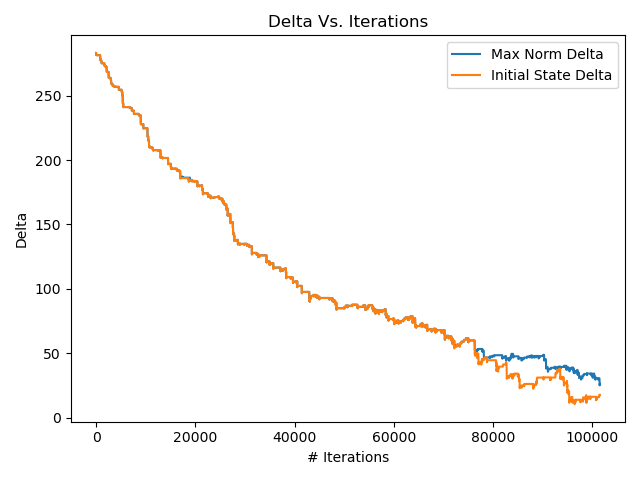 Delta Vs. Iterations
Max Norm Delta
Initial State Delta
Delta
250
200
150
100
50
0
0
20000
40000
60000
80000
100000
# Iterations